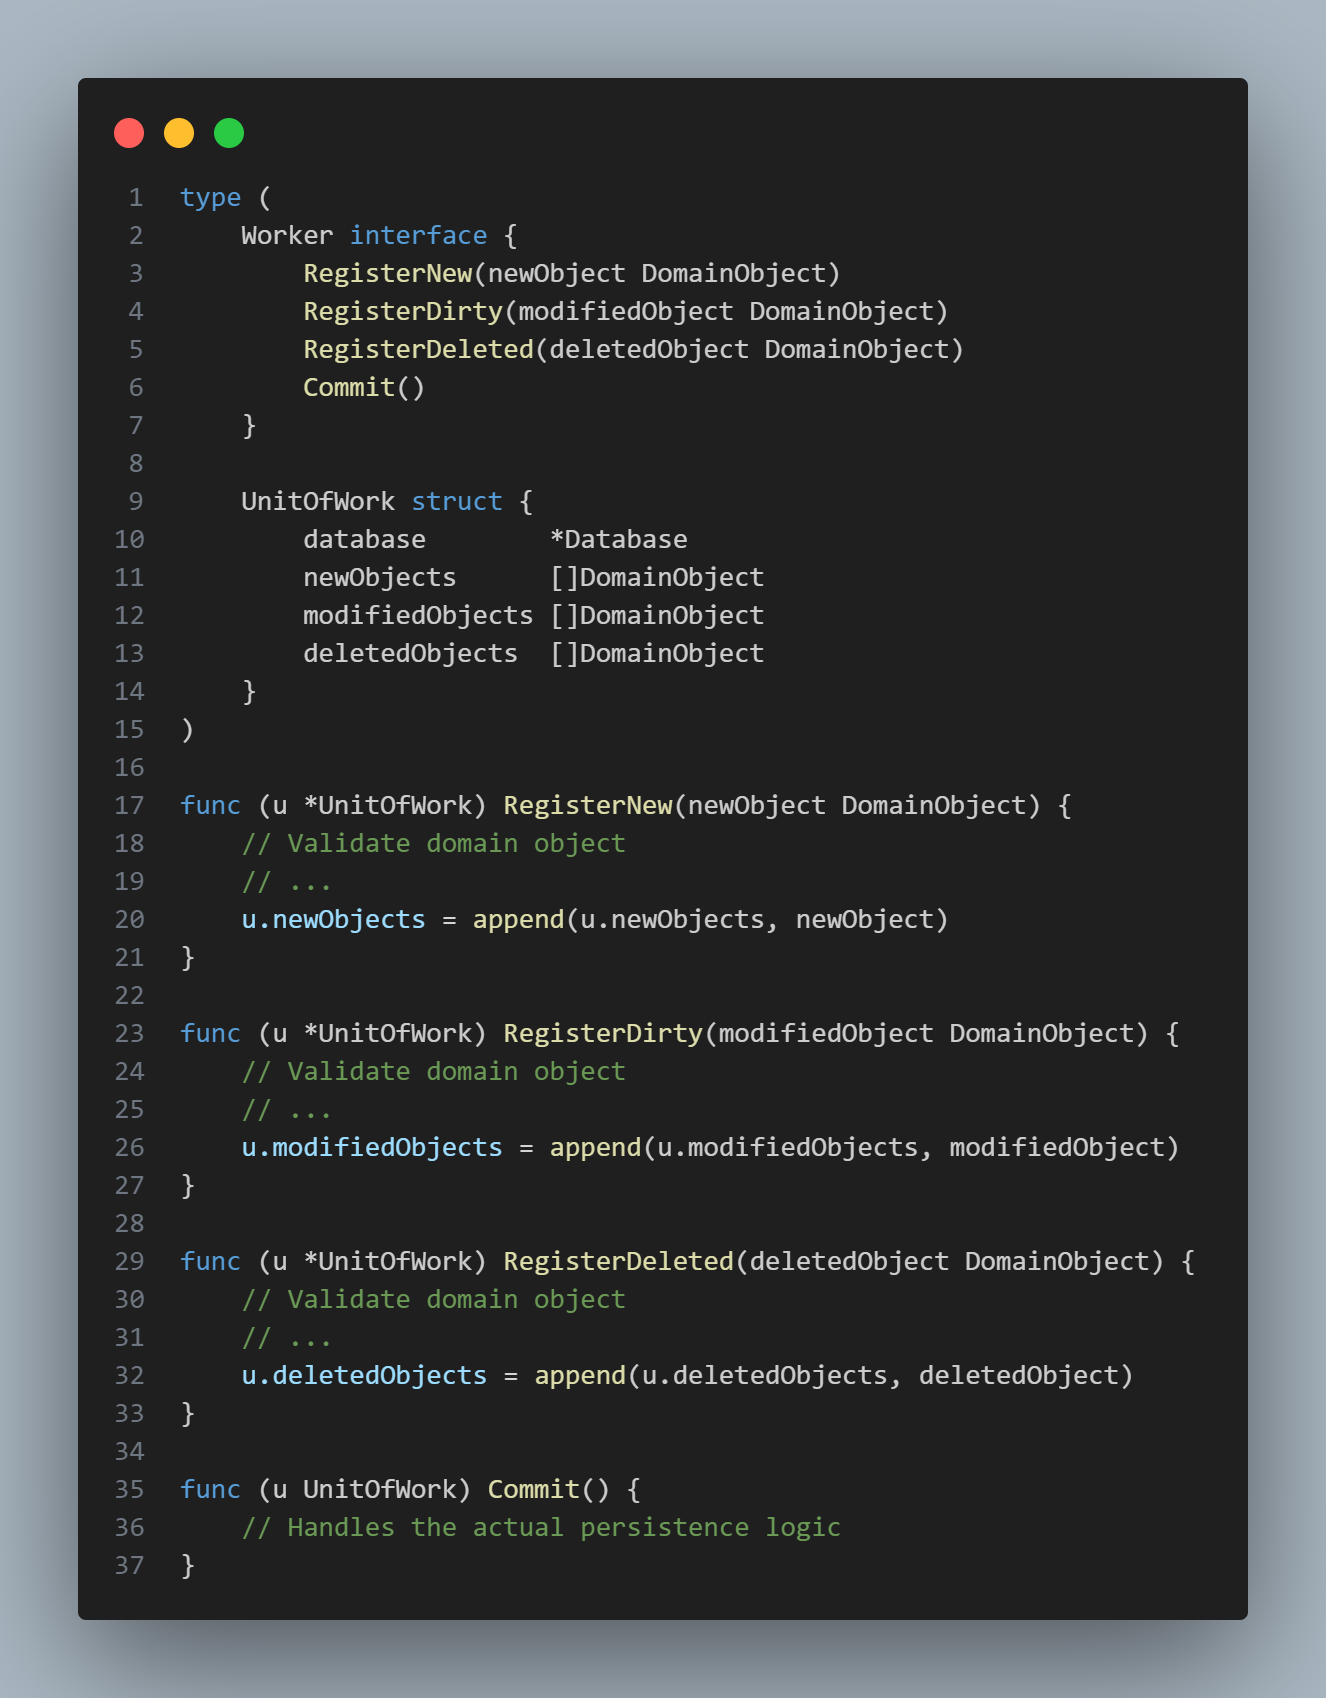 1 type (
2     Worker interface {
3         RegisterNew(newObject DomainObject)
4         RegisterDirty(modifiedObject DomainObject)
5         RegisterDeleted(deletedObject DomainObject)
6         Commit()
7     }
8
9     UnitOfWork struct {
10         database        *Database
11         newObjects      []DomainObject
12         modifiedObjects []DomainObject
13         deletedObjects  []DomainObject
14     }
15 )
16
17 func (u *UnitOfWork) RegisterNew(newObject DomainObject) {
18     // Validate domain object
19     // ...
20     u.newObjects = append(u.newObjects, newObject)
21 }
22
23 func (u *UnitOfWork) RegisterDirty(modifiedObject DomainObject) {
24     // Validate domain object
25     // ...
26     u.modifiedObjects = append(u.modifiedObjects, modifiedObject)
27 }
28
29 func (u *UnitOfWork) RegisterDeleted(deletedObject DomainObject) {
30     // Validate domain object
31     // ...
32     u.deletedObjects = append(u.deletedObjects, deletedObject)
33 }
34
35 func (u UnitOfWork) Commit() {
36     // Handles the actual persistence logic
37 }